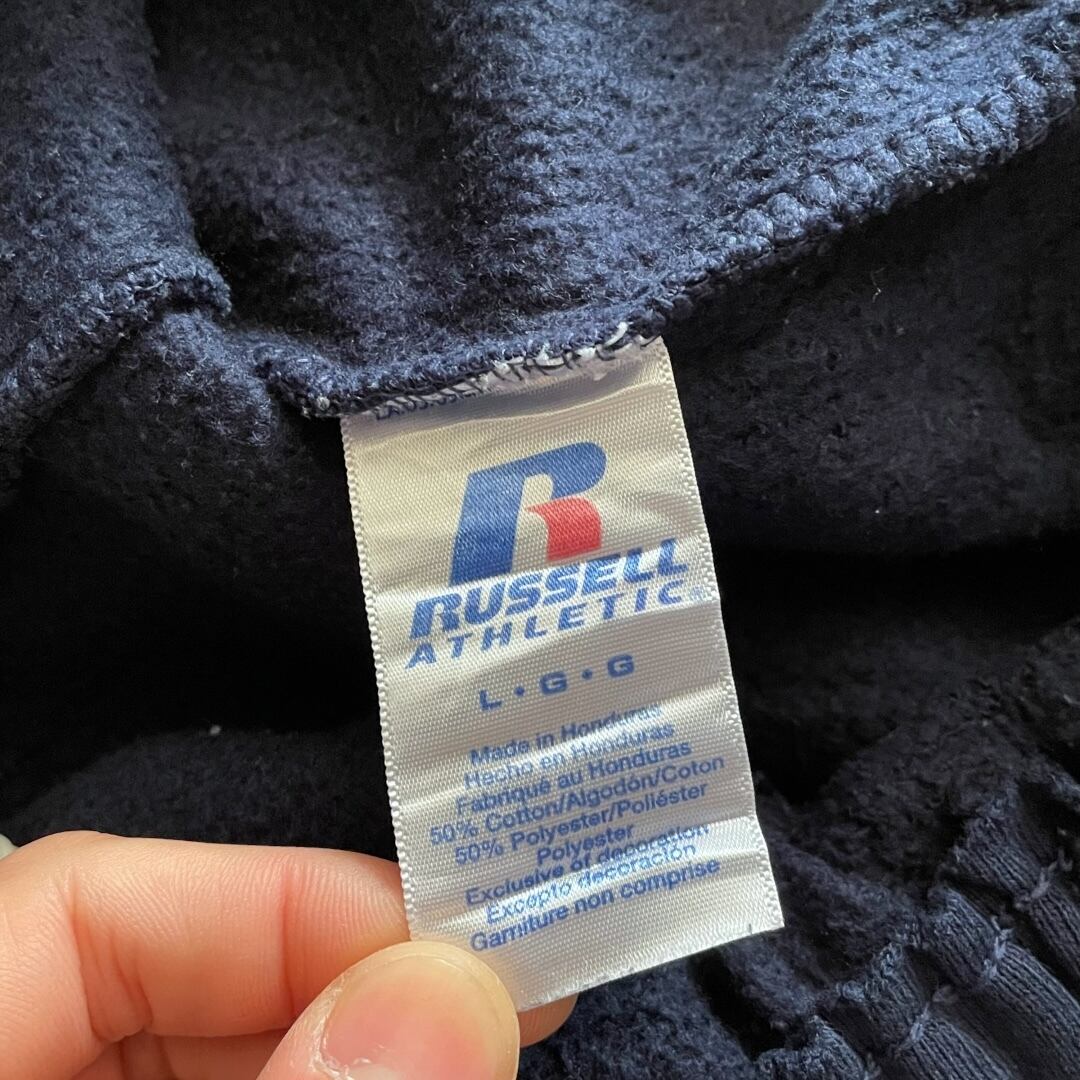 RUSSELL
ATHLETIC®
L•G•G
Made in Honduras
Hecho en Honduras
Fabriqué au Honduras
50% Cotton/Algodón/Coton
50% Polyester/Poliéster
Polyester
Exclusive of decoration
Excepto decoración
Garniture non comprise